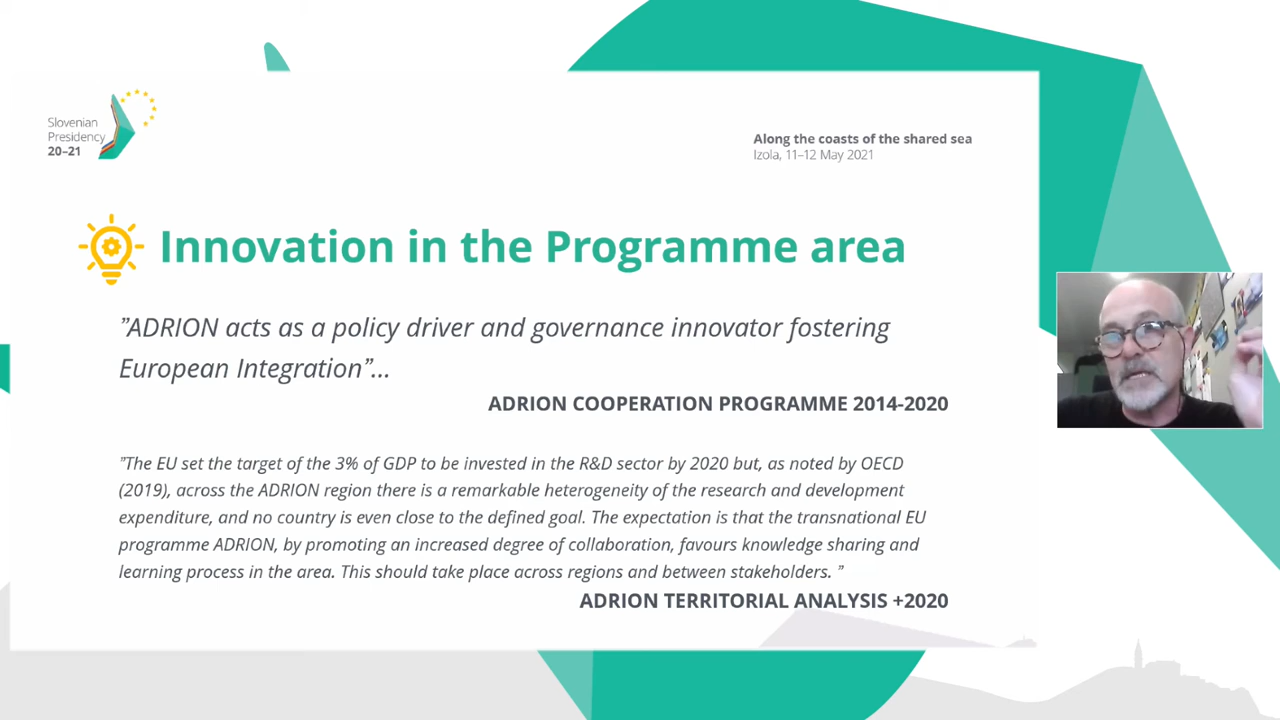 Slovenian
Presidency
20–21
Along the coasts of the shared sea
Izola, 11–12 May 2021
Innovation in the Programme area
”ADRION acts as a policy driver and governance innovator fostering
European Integration”...
ADRION COOPERATION PROGRAMME 2014-2020
”The EU set the target of the 3% of GDP to be invested in the R&D sector by 2020 but, as noted by OECD
(2019), across the ADRION region there is a remarkable heterogeneity of the research and development
expenditure, and no country is even close to the defined goal. The expectation is that the transnational EU
programme ADRION, by promoting an increased degree of collaboration, favours knowledge sharing and
learning process in the area. This should take place across regions and between stakeholders. ”
ADRION TERRITORIAL ANALYSIS +2020